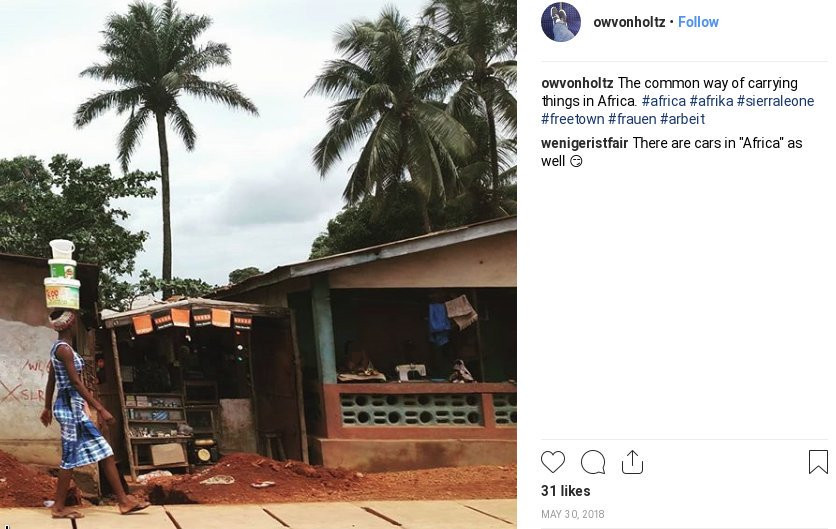 owvonholtz • Follow
owvonholtz The common way of carrying
things in Africa. #africa #afrika #sierraleone
#freetown #frauen #arbeit
wenigeristfair There are cars in "Africa" as
well 😏
31 likes
MAY 30, 2018